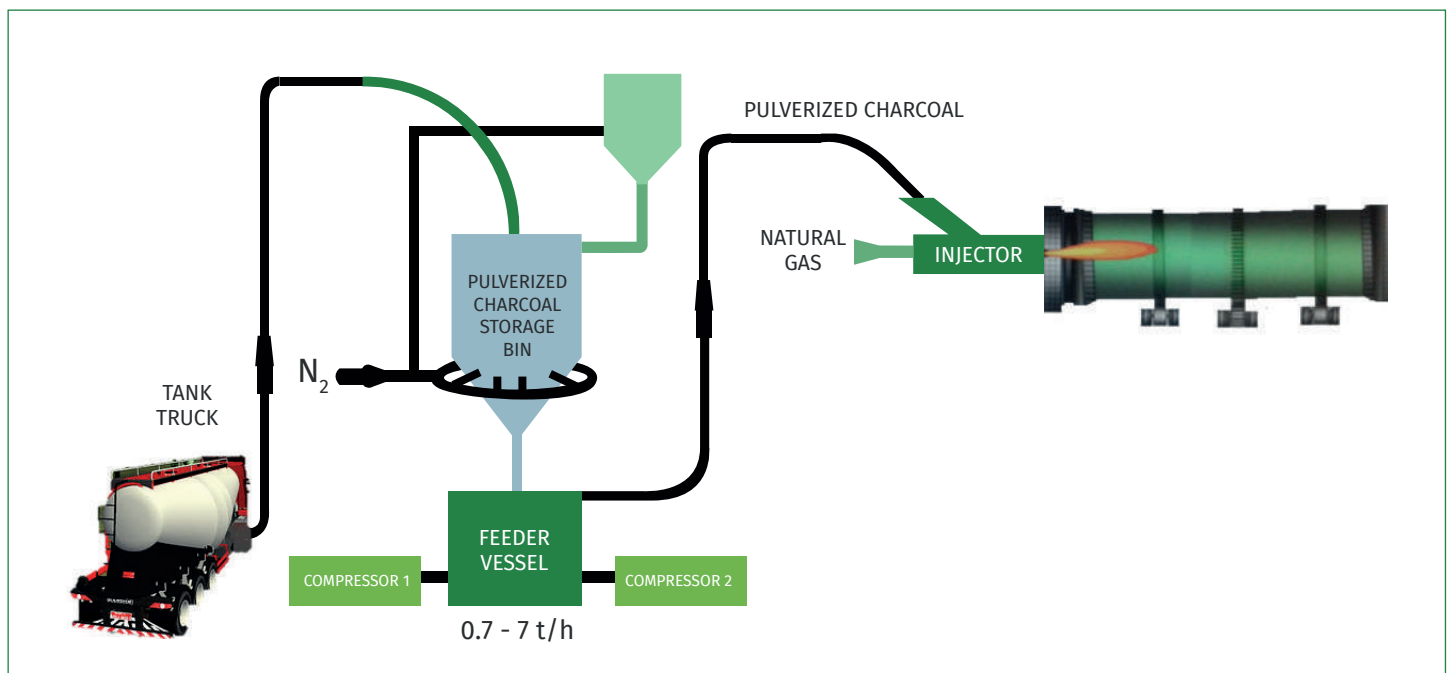 PULVERIZED CHARCOAL
NATURAL
GAS
INJECTOR
PULVERIZED
CHARCOAL
STORAGE
BIN
N₂
TANK
TRUCK
FEEDER
VESSEL
COMPRESSOR 1
COMPRESSOR 2
0.7 - 7 t/h